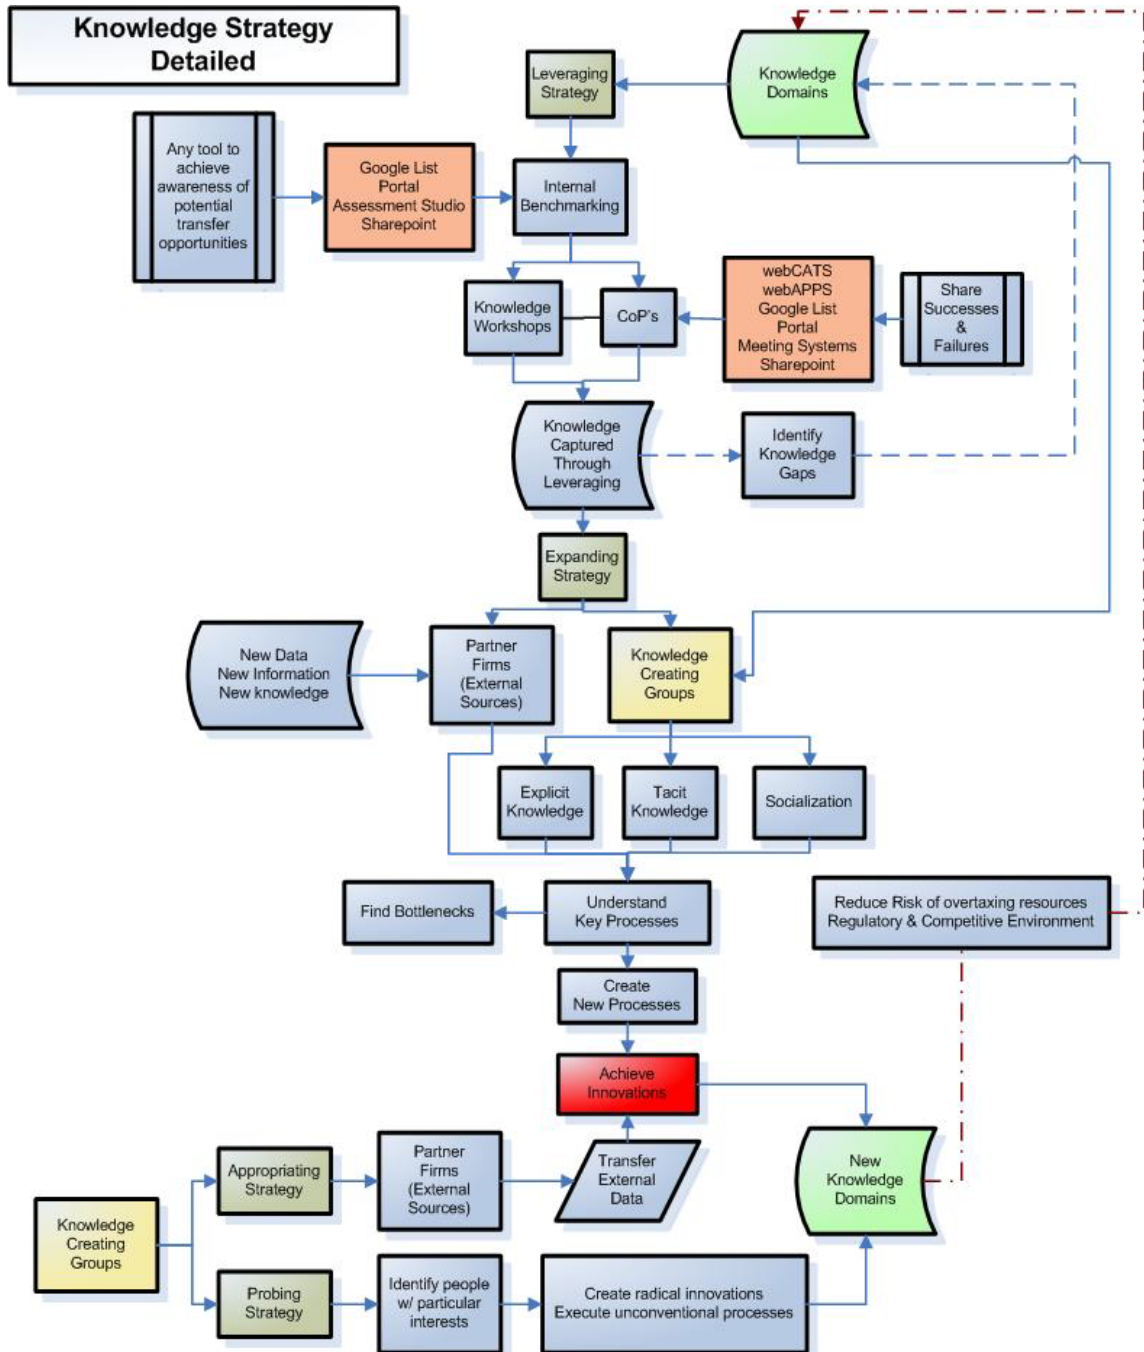 Knowledge Strategy
Detailed
Leveraging
Strategy
Knowledge
Domains
Any tool to
achieve
awareness of
potential
transfer
opportunities
Google List
Portal
Assessment Studio
Sharepoint
Internal
Benchmarking
Knowledge
Workshops
CoP's
webCATS
webAPPS
Google List
Portal
Meeting Systems
Sharepoint
Share
Successes
&
Failures
Knowledge
Captured
Through
Leveraging
Identify
Knowledge
Gaps
Expanding
Strategy
New Data
New Information
New knowledge
Partner
Firms
(External
Sources)
Knowledge
Creating
Groups
Explicit
Knowledge
Tacit
Knowledge
Socialization
Find Bottlenecks
Understand
Key Processes
Reduce Risk of overtaxing resources
Regulatory & Competitive Environment
Create
New Processes
Achieve
Innovations
Knowledge
Creating
Groups
Appropriating
Strategy
Partner
Firms
(External
Sources)
Transfer
External
Data
New
Knowledge
Domains
Probing
Strategy
Identify people
w/ particular
interests
Create radical innovations
Execute unconventional processes